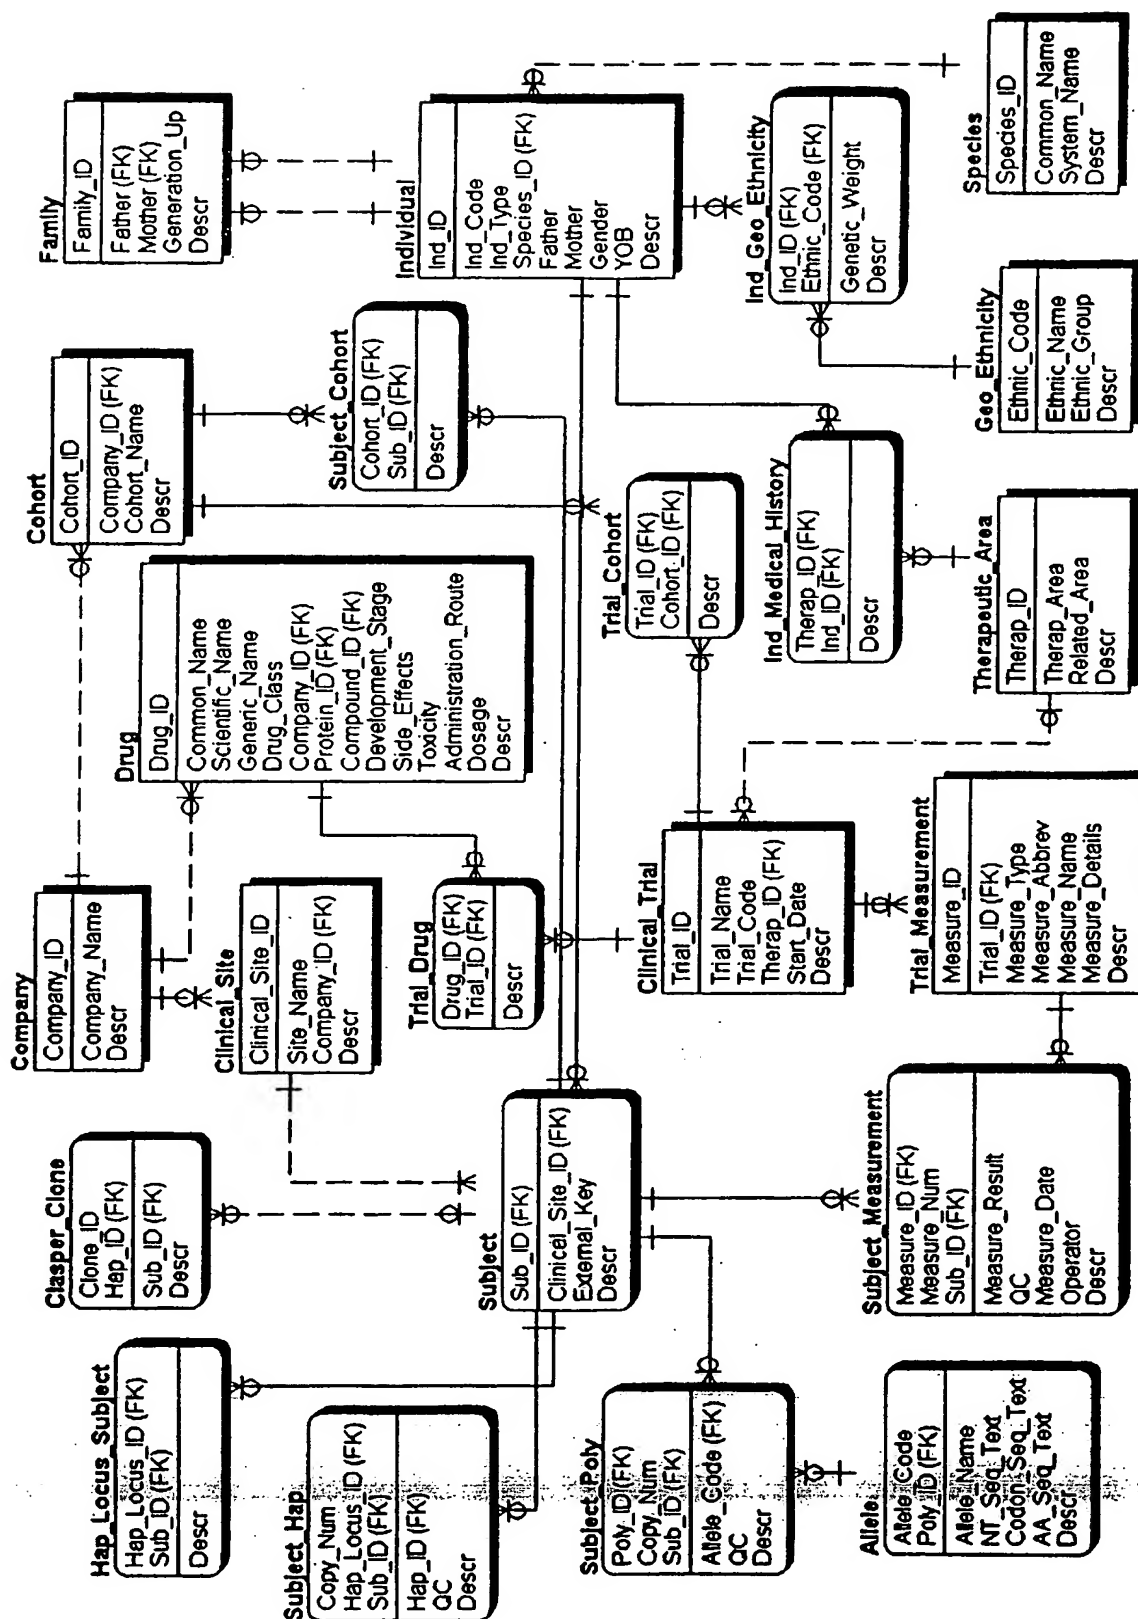 Family
Family_ID
Father (FK)
Mother (FK)
Generation_Up
Descr
Individual
Ind_ID
Ind_Code
Ind_Type
Species_ID (FK)
Father
Mother
Gender
YOB
Descr
Ind_Geo_Ethnicity
Ind_ID (FK)
Ethnic_Code (FK)
Genetic_Weight
Descr
Species
Species_ID
Common_Name
System_Name
Descr
Cohort
Cohort_ID
Company_ID (FK)
Cohort_Name
Descr
Subject_Cohort
Cohort_ID (FK)
Sub_ID (FK)
Descr
Trial_Cohort
Trial_ID (FK)
Cohort_ID (FK)
Descr
Ind_Medical_History
Therap_ID (FK)
Ind_ID (FK)
Descr
Geo_Ethnicity
Ethnic_Code
Ethnic_Name
Ethnic_Group
Descr
Therapeutic_Area
Therap_ID
Therap_Area
Related_Area
Descr
Drug
Drug_ID
Common_Name
Scientific_Name
Generic_Name
Drug_Class
Company_ID (FK)
Protein_ID (FK)
Compound_ID (FK)
Development_Stage
Side_Effects
Toxicity
Administration_Route
Dosage
Descr
Company
Company_ID
Company_Name
Descr
Clinical_Site
Clinical_Site_ID
Site_Name
Company_ID (FK)
Descr
Trial_Drug
Drug_ID (FK)
Trial_ID (FK)
Descr
Clinical_Trial
Trial_ID
Trial_Name
Trial_Code
Therap_ID (FK)
Start_Date
Descr
Trial_Measurement
Measure_ID
Trial_ID (FK)
Measure_Type
Measure_Abbrev
Measure_Name
Measure_Details
Descr
Clasper_Clone
Clone_ID
Hap_ID (FK)
Sub_ID (FK)
Descr
Subject
Sub_ID (FK)
Clinical_Site_ID (FK)
External_Key
Descr
Subject_Measurement
Measure_ID (FK)
Measure_Num
Sub_ID (FK)
Measure_Result
QC
Measure_Date
Operator
Descr
Hap_Locus_Subject
Hap_Locus_ID (FK)
Sub_ID (FK)
Descr
Subject_Hap
Copy_Num
Hap_Locus_ID (FK)
Sub_ID (FK)
Hap_ID (FK)
QC
Descr
Subject_Poly
Poly_ID (FK)
Copy_Num
Sub_ID (FK)
Allele_Code (FK)
QC
Descr
Allele
Allele_Code
Poly_ID (FK)
Allele_Name
NT_Seq_Text
Codon_Seq_Text
AA_Seq_Text
Descr